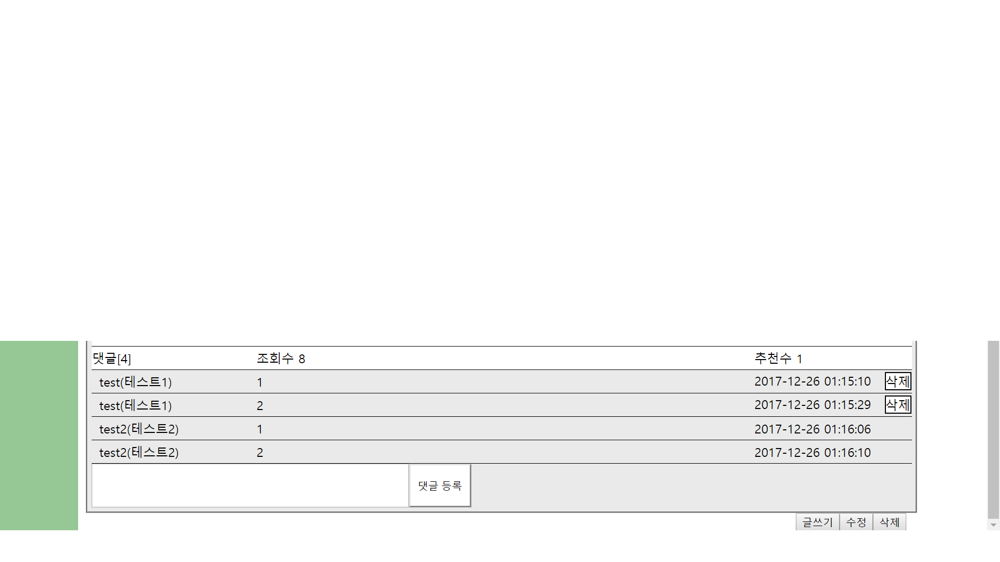 댓글[4] 조회수 8 추천수 1
test(테스트1) 1 2017-12-26 01:15:10 삭제
test(테스트1) 2 2017-12-26 01:15:29 삭제
test2(테스트2) 1 2017-12-26 01:16:06
test2(테스트2) 2 2017-12-26 01:16:10
댓글 등록
글쓰기 수정 삭제